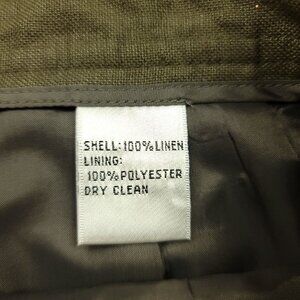 SHELL:100%LINEN
LINING:
100%POLYESTER
DRY CLEAN